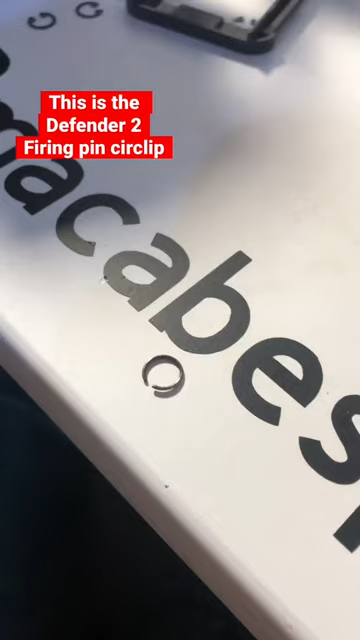 This is the
Defender 2
Firing pin circlip
macabes